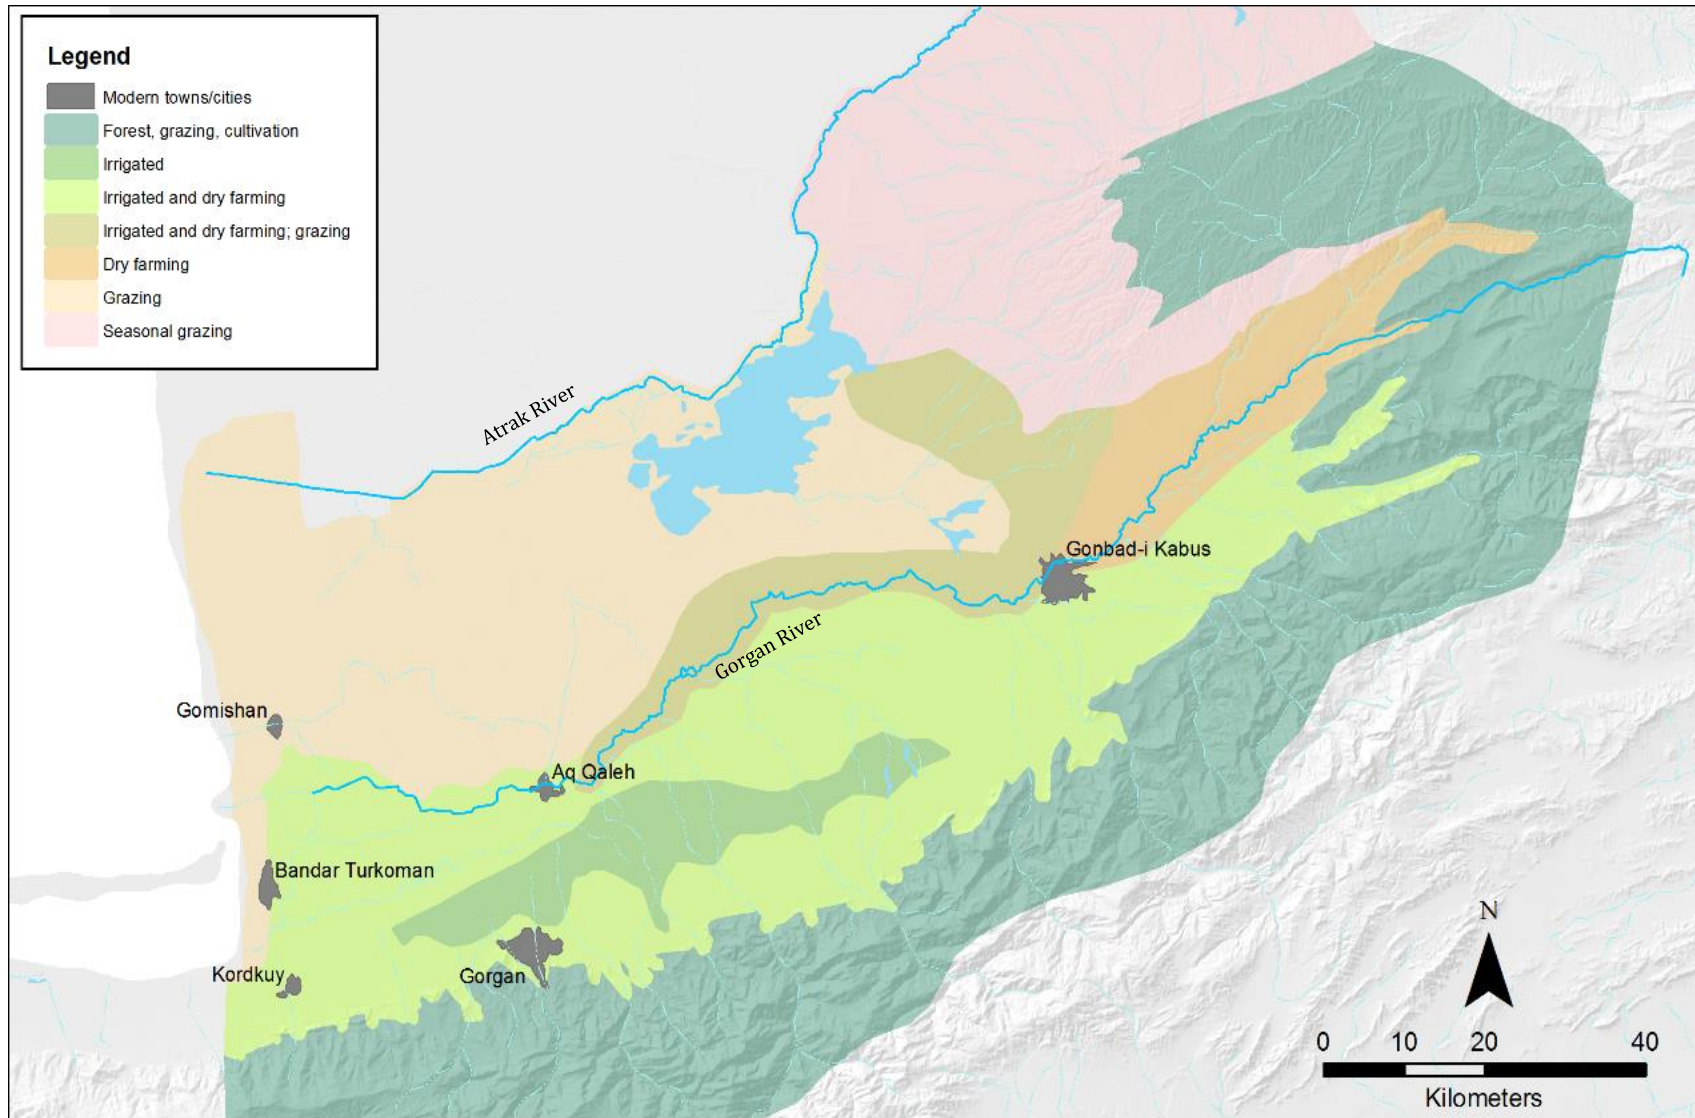 Legend
Modern towns/cities
Forest, grazing, cultivation
Irrigated
Irrigated and dry farming
Irrigated and dry farming; grazing
Dry farming
Grazing
Seasonal grazing
Atrak River
Gonbad-i Kabus
Gorgan River
Gomishan
Aq Qaleh
Bandar Turkoman
Kordkuy
Gorgan
N
0 10 20 40
Kilometers